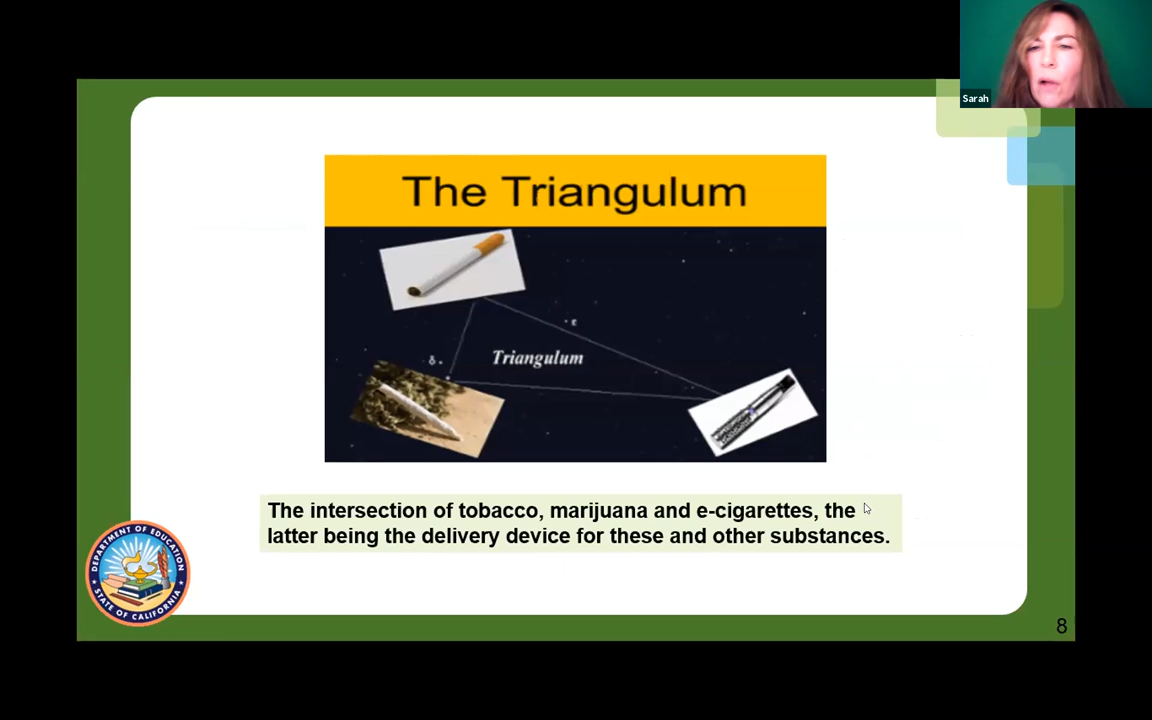 Sarah
The Triangulum
ε
δ
Triangulum
The intersection of tobacco, marijuana and e-cigarettes, the
latter being the delivery device for these and other substances.
DEPARTMENT OF EDUCATION
STATE OF CALIFORNIA
8